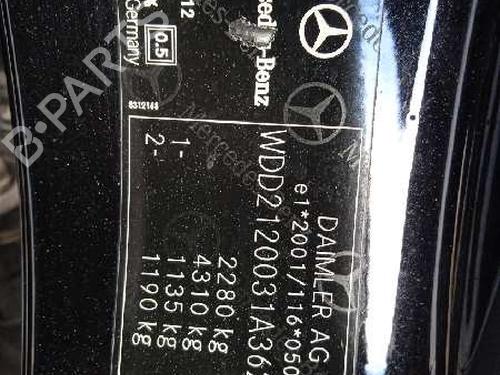 DAIMLER AG
e1*2001/116*050
WDD2120031A36
2280 kg
4310 kg
1- 1135 kg
2- 1190 kg
Mercedes-Benz
Germany
0.5
12
6312148
B-PARTS